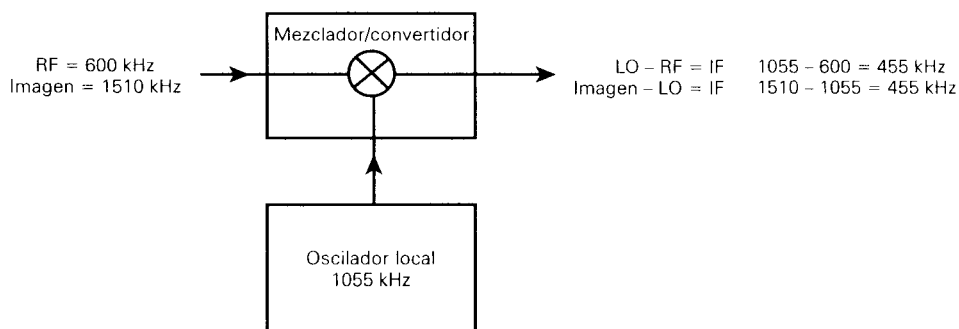 Mezclador/convertidor
RF = 600 kHz
Imagen = 1510 kHz
LO – RF = IF 1055 – 600 = 455 kHz
Imagen – LO = IF 1510 – 1055 = 455 kHz
Oscilador local
1055 kHz